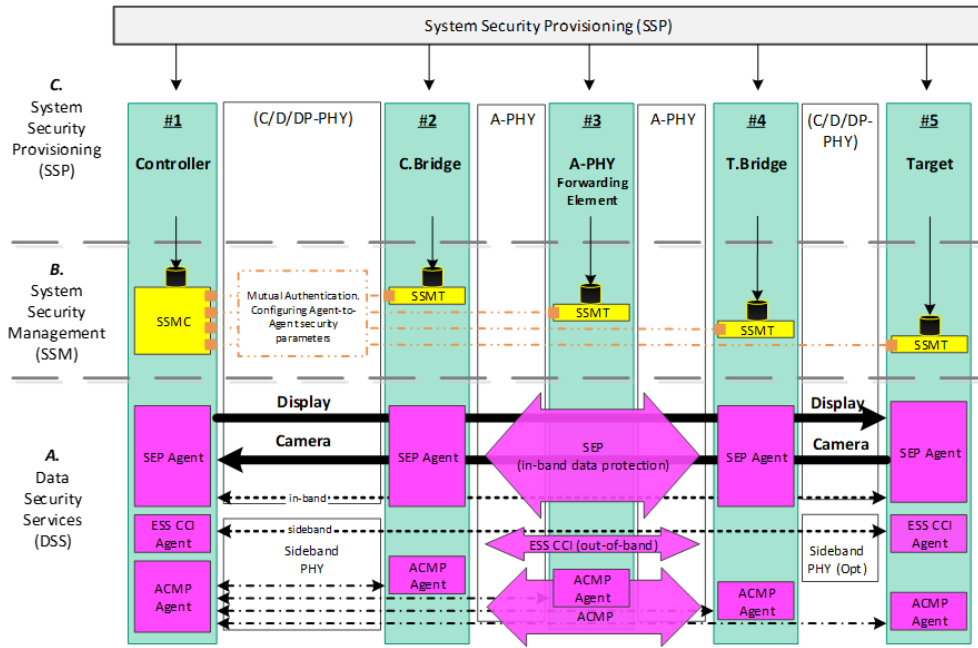 System Security Provisioning (SSP)
C.
System
Security
Provisioning
(SSP)
#1
Controller
(C/D/DP-PHY)
#2
C.Bridge
A-PHY
#3
A-PHY
Forwarding
Element
A-PHY
#4
T.Bridge
(C/D/DP-
PHY)
#5
Target
B.
System
Security
Management
(SSM)
SSMC
Mutual Authentication.
Configuring Agent-to-
Agent security
parameters
SSMT
SSMT
SSMT
SSMT
A.
Data
Security
Services
(DSS)
Display
Display
Camera
Camera
SEP Agent
SEP Agent
SEP
(in-band data protection)
SEP Agent
SEP Agent
in-band
ESS CCI
Agent
sideband
ESS CCI (out-of-band)
ESS CCI
Agent
Sideband
PHY
Sideband
PHY (Opt)
ACMP
Agent
ACMP
Agent
ACMP
Agent
ACMP
ACMP
Agent
ACMP
Agent